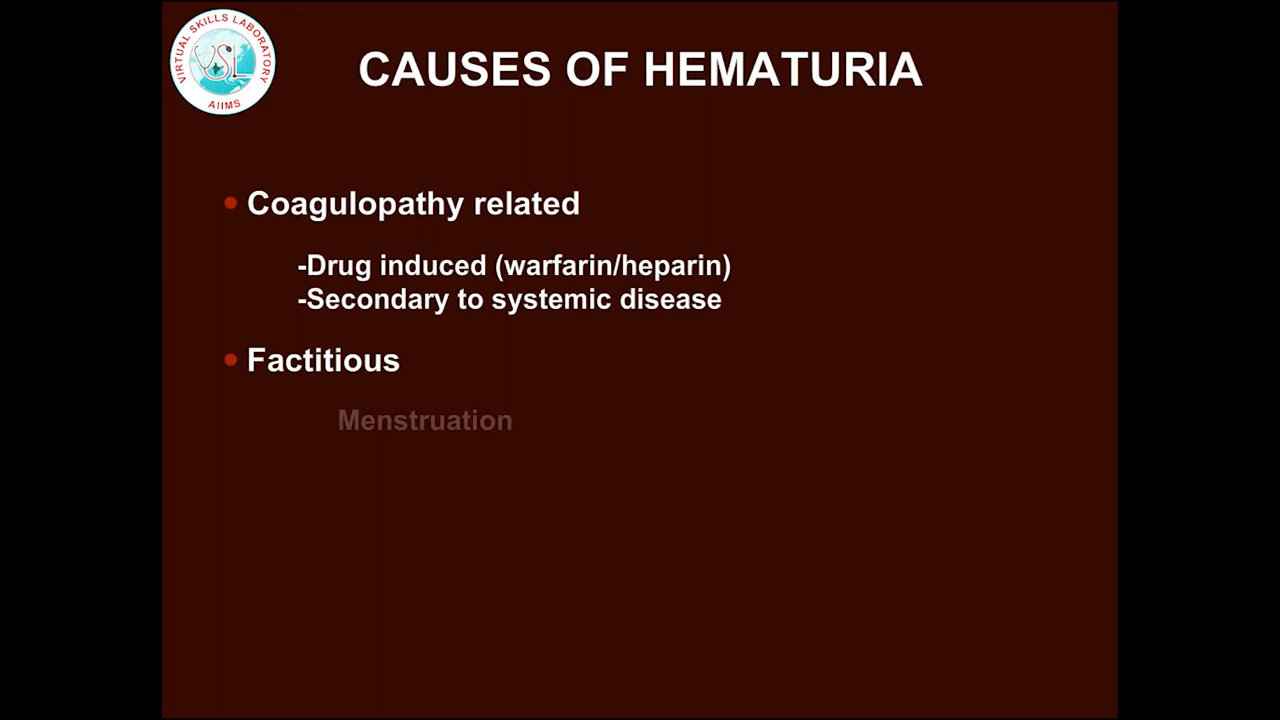 VIRTUAL SKILLS LABORATORY
VSL
AIIMS
CAUSES OF HEMATURIA
• Coagulopathy related
-Drug induced (warfarin/heparin)
-Secondary to systemic disease
• Factitious
Menstruation